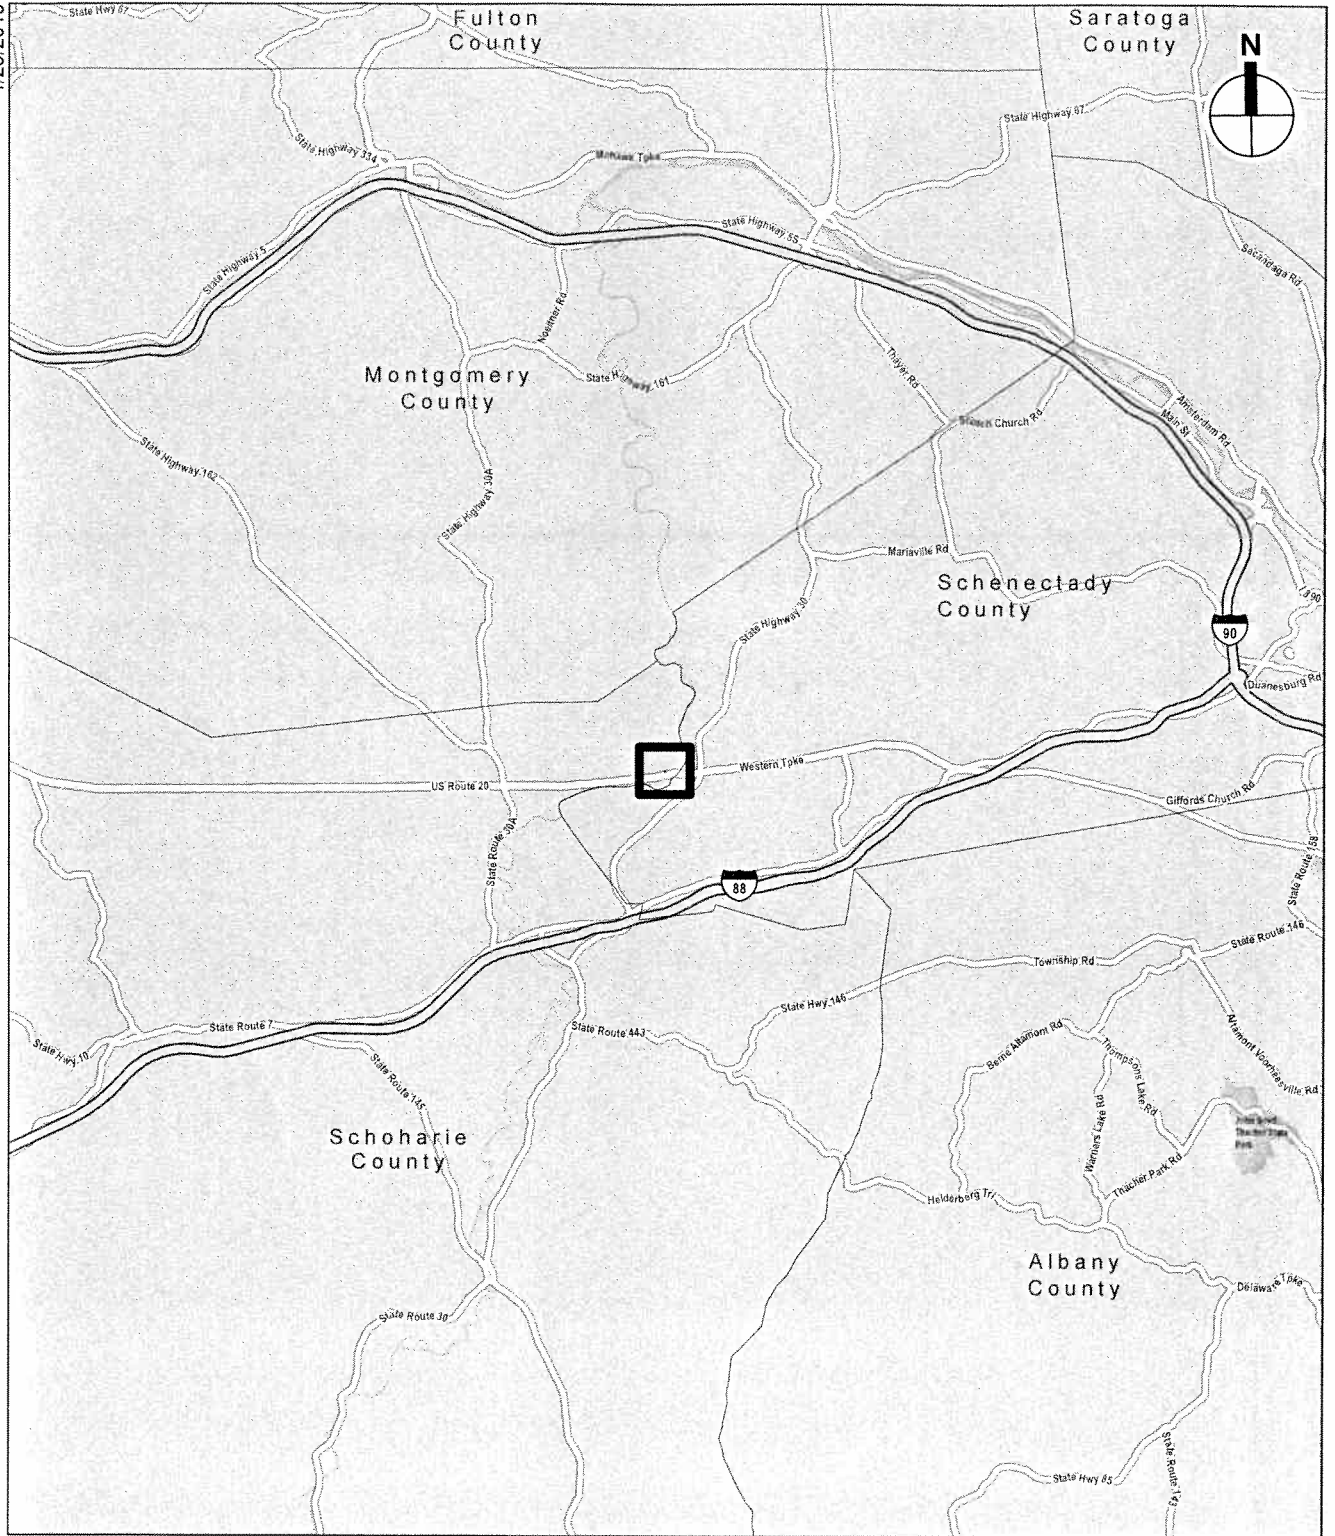 State Hwy 67
Fulton
County
Saratoga
County
N
State Highway 67
State Highway 334
Mohawk Tpke
State Highway 5S
Sacandaga Rd
State Highway 5
Noeltner Rd
Montgomery
County
State Highway 161
Thayer Rd
Church Rd
Amsterdam Rd
Main St
State Highway 162
State Highway 30A
Mariaville Rd
Schenectady
County
State Highway 30
I-890
90
Duanesburg Rd
Western Tpke
US Route 20
Giffords Church Rd
State Route 30A
State Route 158
88
State Route 146
Township Rd
State Hwy 146
State Route 7
State Route 443
State Hwy 10
Berne Altamont Rd
Altamont Voorheesville Rd
Thompsons Lake Rd
State Route 145
Warners Lake Rd
Thacher State
Park
Schoharie
County
Thacher Park Rd
Helderberg Trl
Albany
County
Delaware Tpke
State Route 30
State Route 143
State Hwy 85